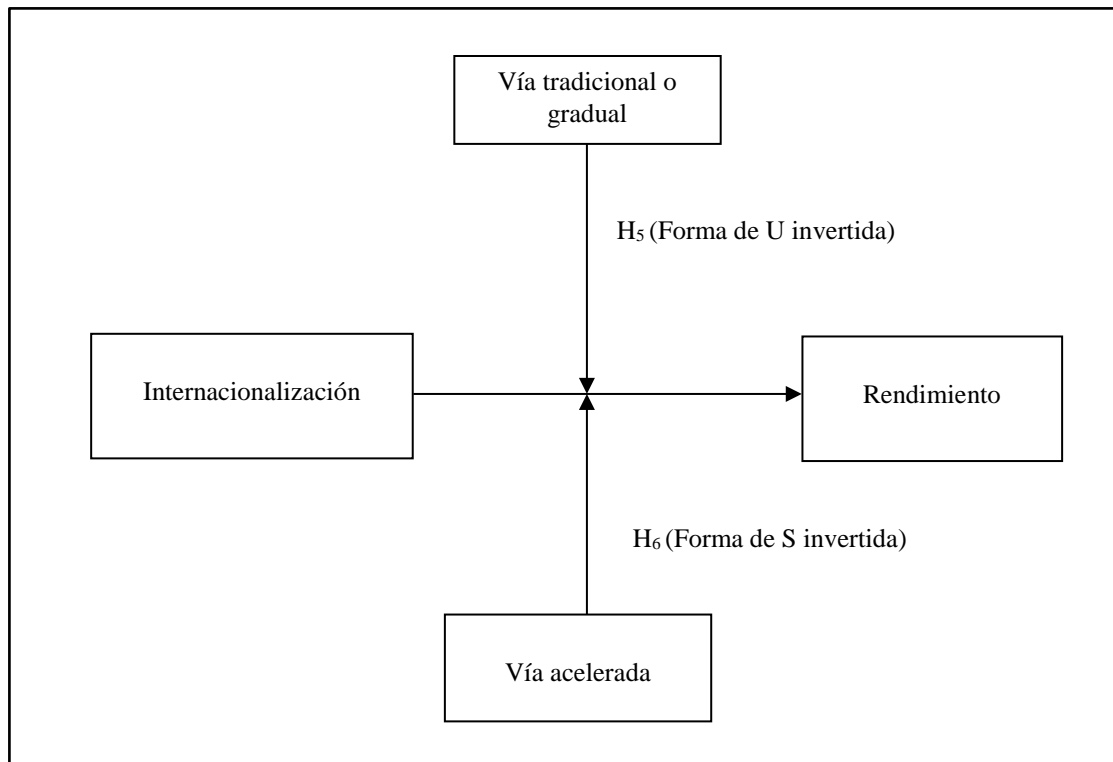 Vía tradicional o
gradual
H₅ (Forma de U invertida)
Internacionalización
Rendimiento
H₆ (Forma de S invertida)
Vía acelerada